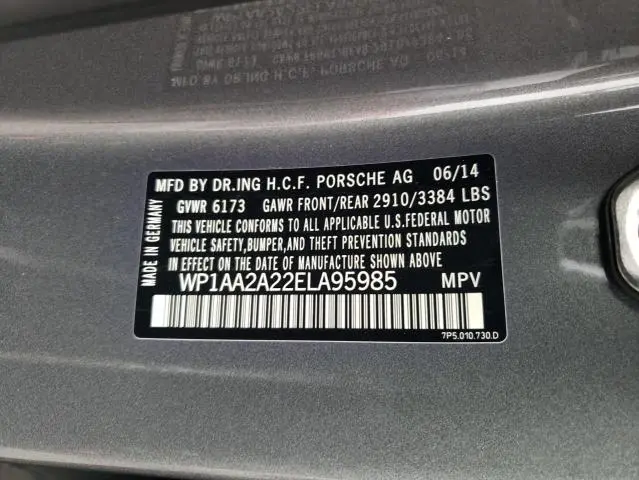 MFD BY DR.ING H.C.F. PORSCHE AG 06/14
GVWR 6173 GAWR FRONT/REAR 2910/3384 LBS
THIS VEHICLE CONFORMS TO ALL APPLICABLE U.S.FEDERAL MOTOR
VEHICLE SAFETY,BUMPER,AND THEFT PREVENTION STANDARDS
IN EFFECT ON THE DATE OF MANUFACTURE SHOWN ABOVE
WP1AA2A22ELA95985 MPV
7P5.010.730.D
MADE IN GERMANY